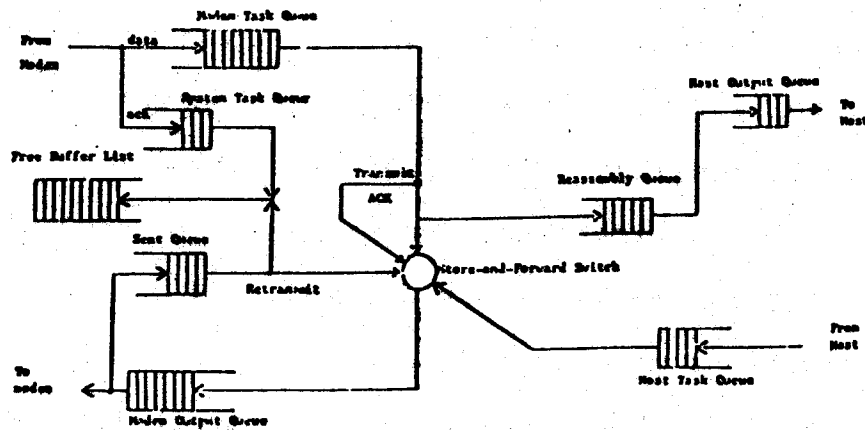 Modem Task Queue
From
Modem
data
System Task Queue
ack
Free Buffer List
Host Output Queue
To
Host
Transmit
ACK
Reassembly Queue
Sent Queue
Store-and-Forward Switch
Retransmit
From
Host
Host Task Queue
To
modem
Modem Output Queue